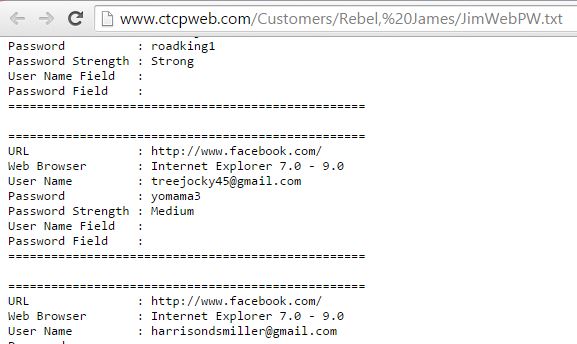 www.ctcpweb.com/Customers/Rebel,%20James/JimWebPW.txt
Password : roadking1
Password Strength : Strong
User Name Field :
Password Field :
==================================================
==================================================
URL : http://www.facebook.com/
Web Browser : Internet Explorer 7.0 - 9.0
User Name : treejocky45@gmail.com
Password : yomama3
Password Strength : Medium
User Name Field :
Password Field :
==================================================
==================================================
URL : http://www.facebook.com/
Web Browser : Internet Explorer 7.0 - 9.0
User Name : harrisondsmiller@gmail.com